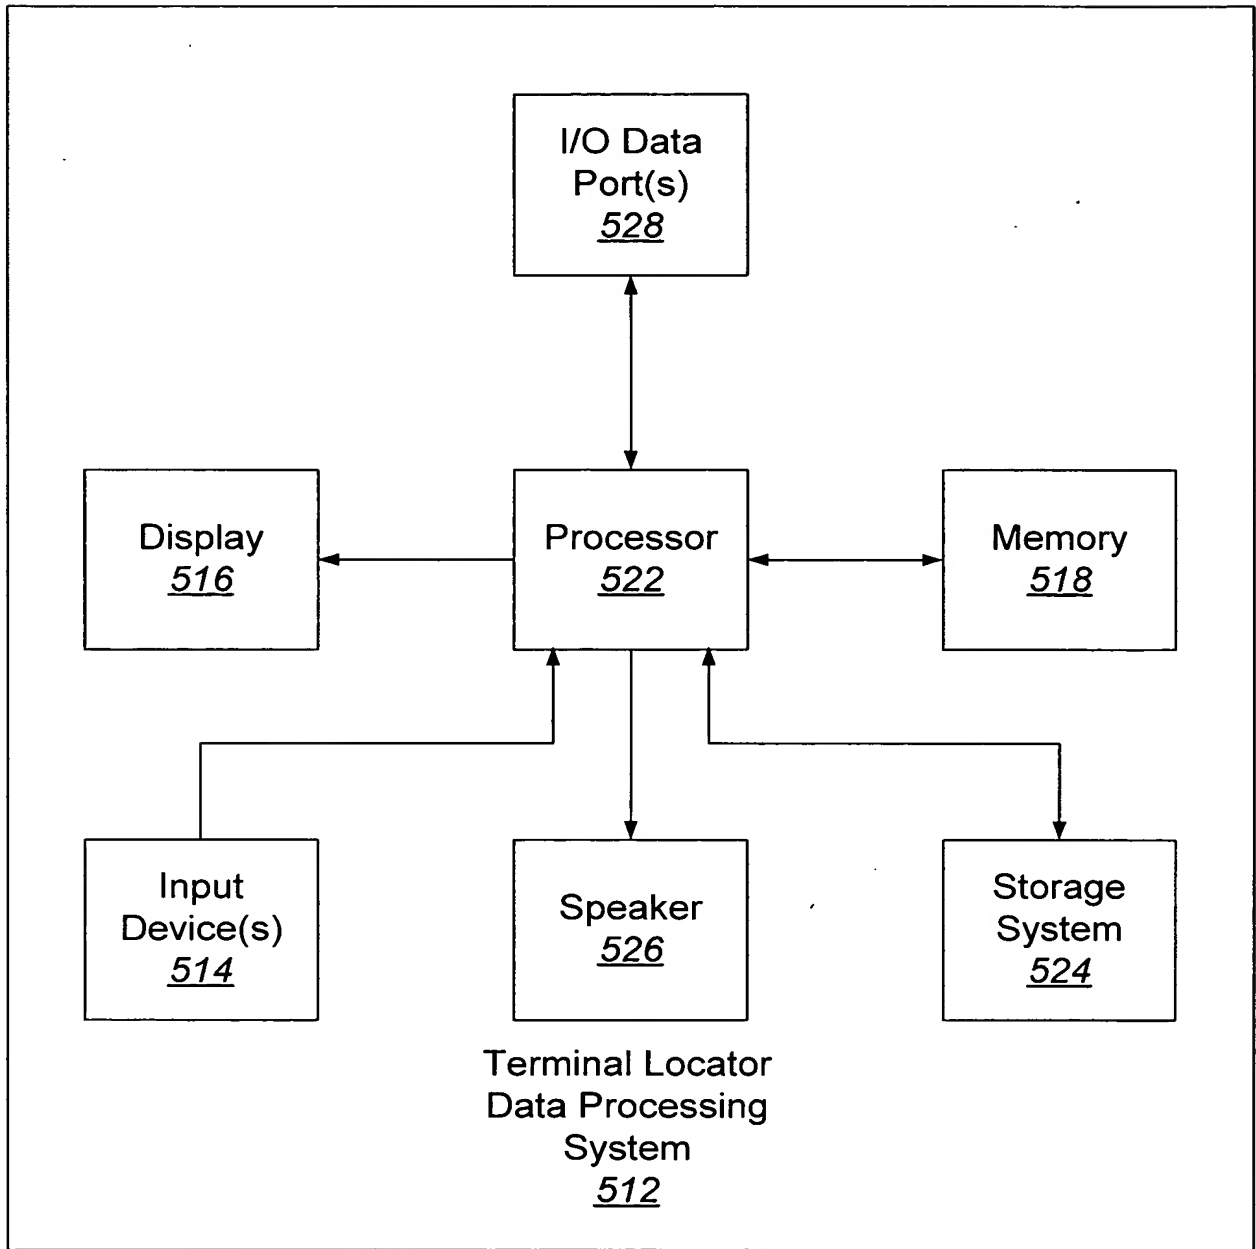 I/O Data
Port(s)
528
Display
516
Processor
522
Memory
518
Input
Device(s)
514
Speaker
526
Storage
System
524
Terminal Locator
Data Processing
System
512